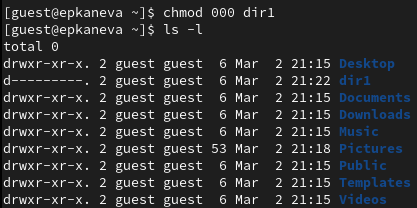 [guest@epkaneva ~]$ chmod 000 dir1
[guest@epkaneva ~]$ ls -l
total 0
drwxr-xr-x. 2 guest guest  6 Mar  2 21:15 Desktop
d---------. 2 guest guest  6 Mar  2 21:22 dir1
drwxr-xr-x. 2 guest guest  6 Mar  2 21:15 Documents
drwxr-xr-x. 2 guest guest  6 Mar  2 21:15 Downloads
drwxr-xr-x. 2 guest guest  6 Mar  2 21:15 Music
drwxr-xr-x. 2 guest guest 53 Mar  2 21:18 Pictures
drwxr-xr-x. 2 guest guest  6 Mar  2 21:15 Public
drwxr-xr-x. 2 guest guest  6 Mar  2 21:15 Templates
drwxr-xr-x. 2 guest guest  6 Mar  2 21:15 Videos